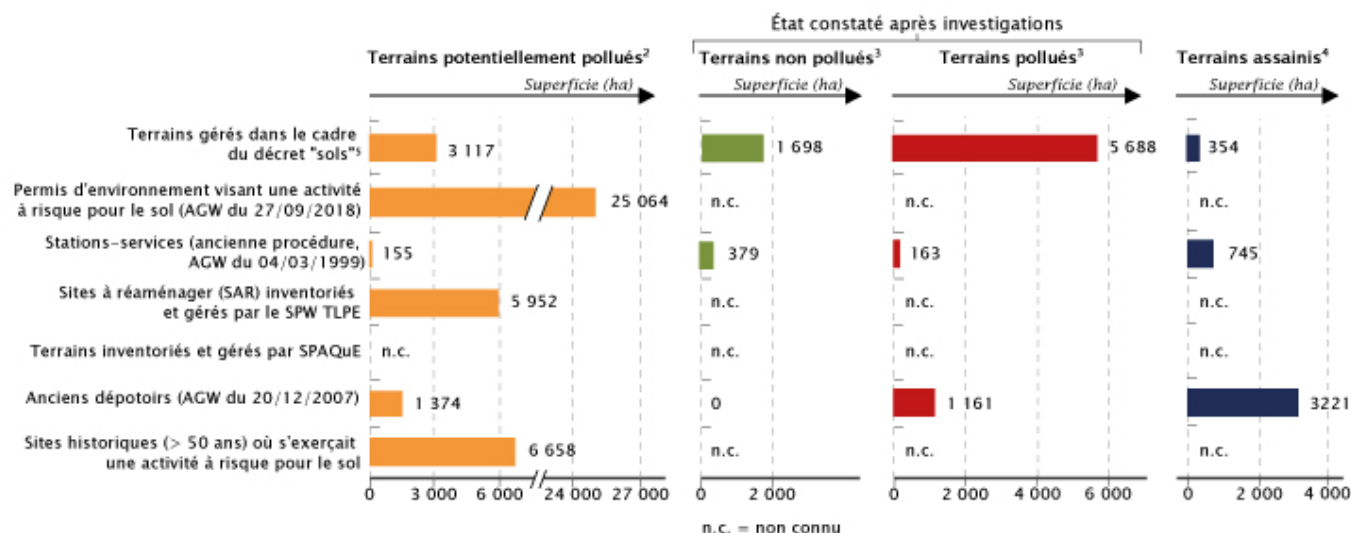 État constaté après investigations
Terrains potentiellement pollués²
Terrains non pollués³
Terrains pollués³
Terrains assainis⁴
Superficie (ha)
Superficie (ha)
Superficie (ha)
Superficie (ha)
Terrains gérés dans le cadre
du décret "sols"⁵
3 117
1 698
5 688
354
Permis d'environnement visant une activité
à risque pour le sol (AGW du 27/09/2018)
25 064
n.c.
n.c.
n.c.
Stations-services (ancienne procédure,
AGW du 04/03/1999)
155
379
163
745
Sites à réaménager (SAR) inventoriés
et gérés par le SPW TLPE
5 952
n.c.
n.c.
n.c.
Terrains inventoriés et gérés par SPAQuE
n.c.
n.c.
n.c.
n.c.
Anciens dépotoirs (AGW du 20/12/2007)
1 374
0
1 161
3221
Sites historiques (> 50 ans) où s'exerçait
une activité à risque pour le sol
6 658
n.c.
n.c.
n.c.
0 3 000 6 000 24 000 27 000
0 2 000
0 2 000 4 000 6 000
0 2 000 4 000
n.c. = non connu